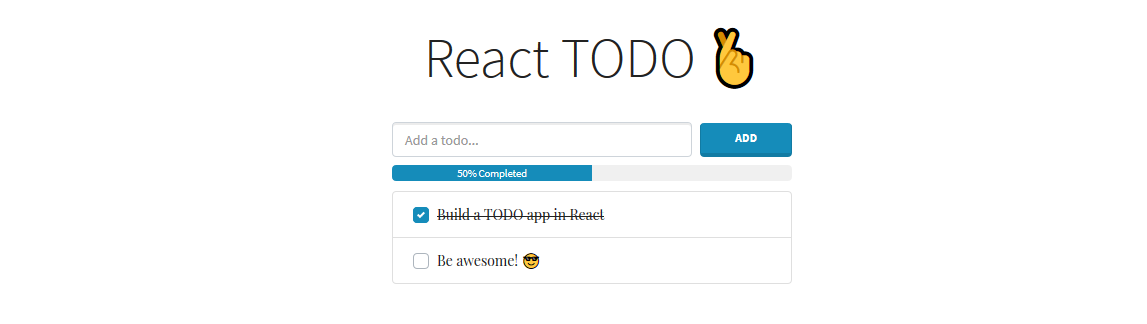 React TODO 🤞
Add a todo...
ADD
50% Completed
Build a TODO app in React
Be awesome! 😎